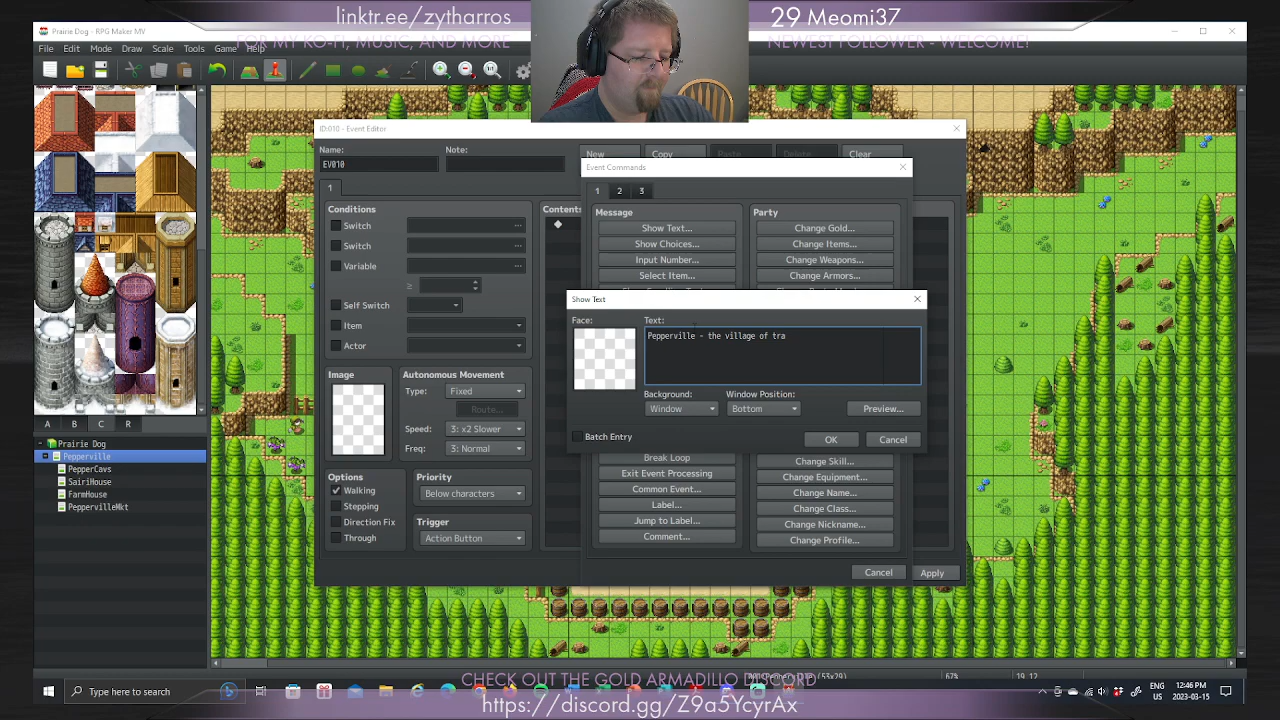 linktr.ee/zytharros
29 Meomi37
FOR MY KO-FI, MUSIC, AND MORE
NEWEST FOLLOWER - WELCOME!
Prairie Dog - RPG Maker MV
File Edit Mode Draw Scale Tools Game Help
ID:010 - Event Editor
Name:
Note:
EV010
New
Copy
Paste
Delete
Clear
1
Conditions
Switch
...
Switch
...
Variable
...
≥
Self Switch
Item
Actor
Image
Autonomous Movement
Type:
Fixed
Route...
Speed:
3: x2 Slower
Freq:
3: Normal
Options
Walking
Stepping
Direction Fix
Through
Priority
Below characters
Trigger
Action Button
Contents
Event Commands
1 2 3
Message
Show Text...
Show Choices...
Input Number...
Select Item...
Party
Change Gold...
Change Items...
Change Weapons...
Change Armors...
Show Text
Face:
Text:
Pepperville - the village of tra
Background:
Window
Window Position:
Bottom
Preview...
Batch Entry
OK
Cancel
Break Loop
Exit Event Processing
Common Event...
Label...
Jump to Label...
Comment...
Change Skill...
Change Equipment...
Change Name...
Change Class...
Change Nickname...
Change Profile...
Cancel
Apply
A B C R
Prairie Dog
Pepperville
PepperCavs
SairiHouse
FarmHouse
PeppervilleMkt
67%
19,12
CHECK OUT THE GOLD ARMADILLO DISCORD
https://discord.gg/Z9a5YcyrAx
Type here to search
ENG
US
12:46 PM
2023-03-15